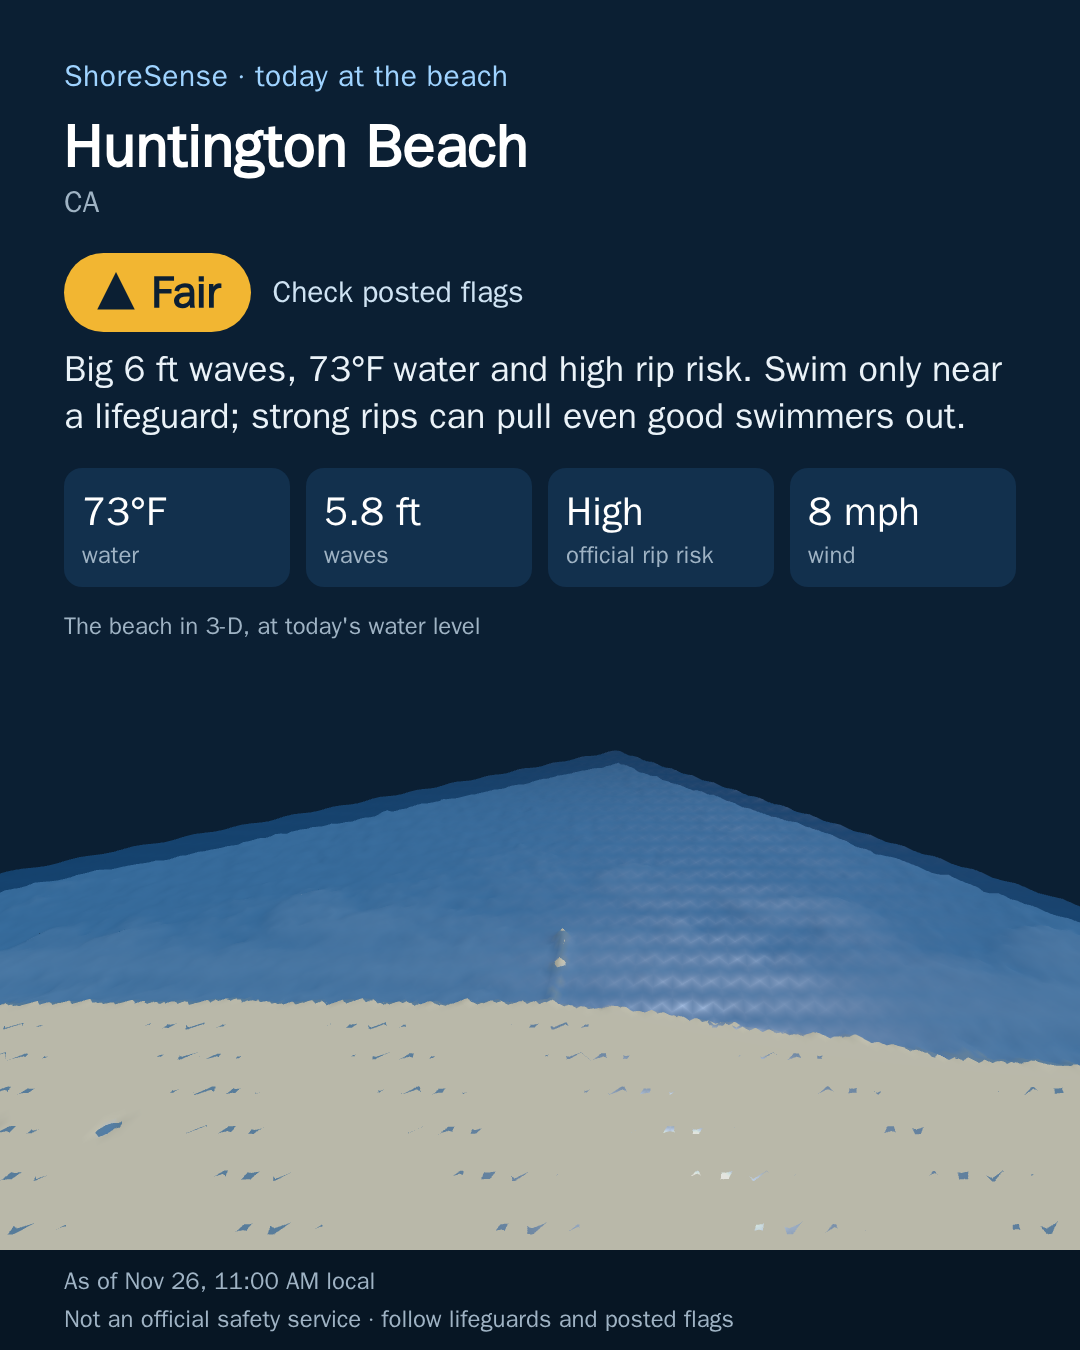 ShoreSense · today at the beach
Huntington Beach
CA
Fair
Check posted flags
Big 6 ft waves, 73°F water and high rip risk. Swim only near
a lifeguard; strong rips can pull even good swimmers out.
73°F
water
5.8 ft
waves
High
official rip risk
8 mph
wind
The beach in 3-D, at today's water level
As of Nov 26, 11:00 AM local
Not an official safety service · follow lifeguards and posted flags